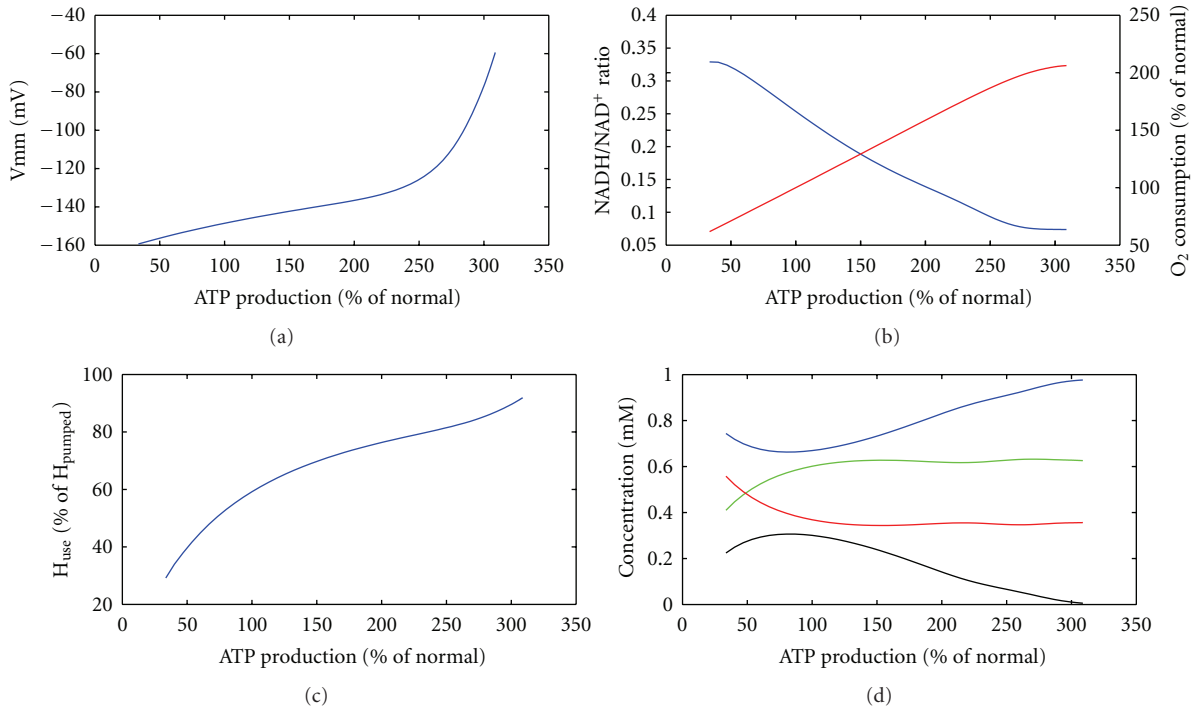 −40
−60
−80
−100
−120
−140
−160
Vmm (mV)
0 50 100 150 200 250 300 350
ATP production (% of normal)
(a)
0.4
0.35
0.3
0.25
0.2
0.15
0.1
0.05
NADH/NAD⁺ ratio
250
200
150
100
50
O₂ consumption (% of normal)
0 50 100 150 200 250 300 350
ATP production (% of normal)
(b)
100
80
60
40
20
H_use (% of H_pumped)
0 50 100 150 200 250 300 350
ATP production (% of normal)
(c)
1
0.8
0.6
0.4
0.2
0
Concentration (mM)
0 50 100 150 200 250 300 350
ATP production (% of normal)
(d)